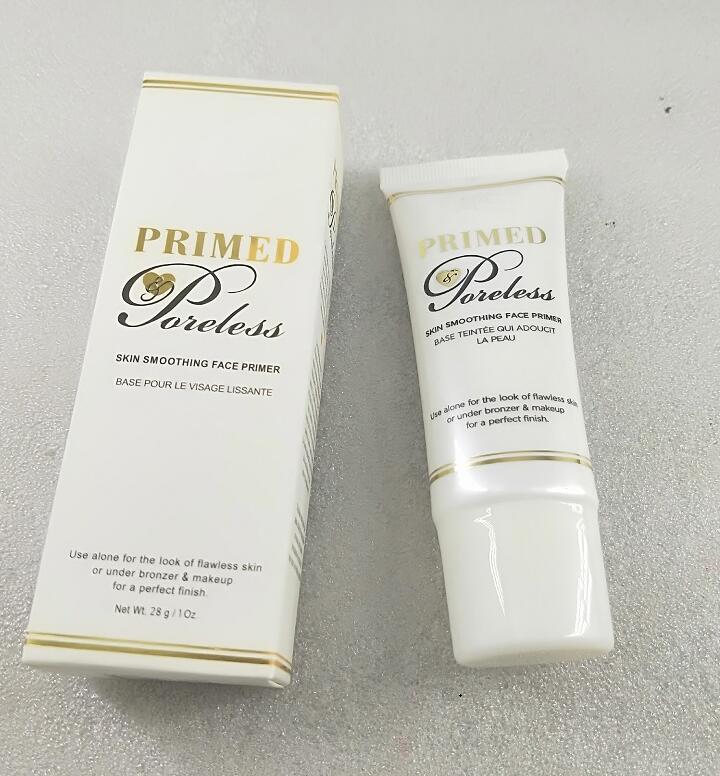 PRIMED
& Poreless
SKIN SMOOTHING FACE PRIMER
BASE POUR LE VISAGE LISSANTE
Use alone for the look of flawless skin
or under bronzer & makeup
for a perfect finish.
Net Wt. 28 g / 1 Oz.
PRIMED
& Poreless
SKIN SMOOTHING FACE PRIMER
BASE TEINTÉE QUI ADOUCIT
LA PEAU
Use alone for the look of flawless skin
or under bronzer & makeup
for a perfect finish.